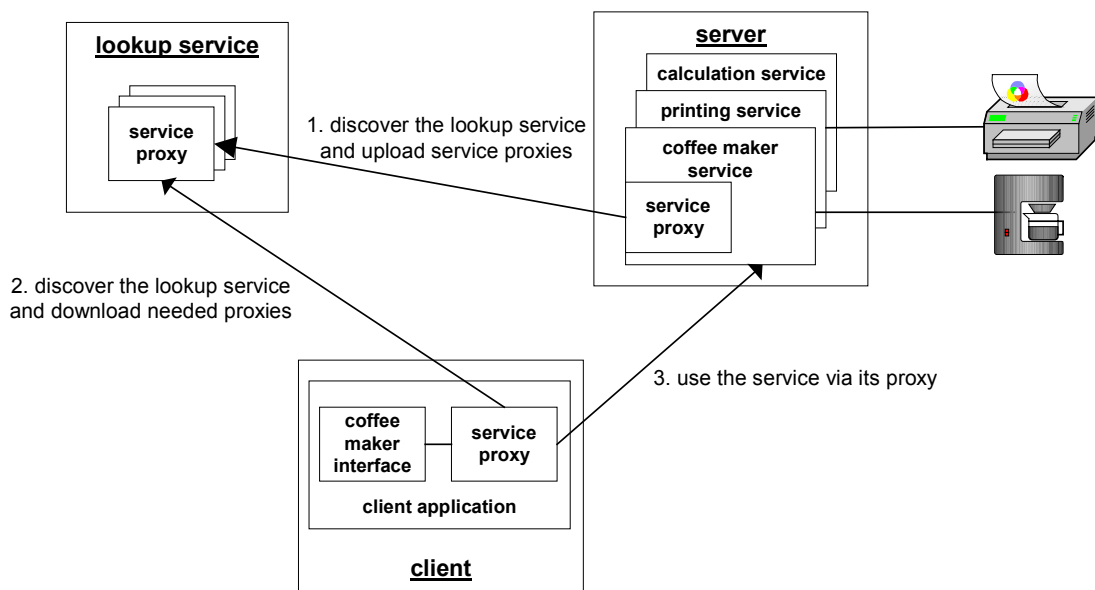 lookup service
service
proxy
1. discover the lookup service
and upload service proxies
server
calculation service
printing service
coffee maker
service
service
proxy
2. discover the lookup service
and download needed proxies
3. use the service via its proxy
coffee
maker
interface
service
proxy
client application
client